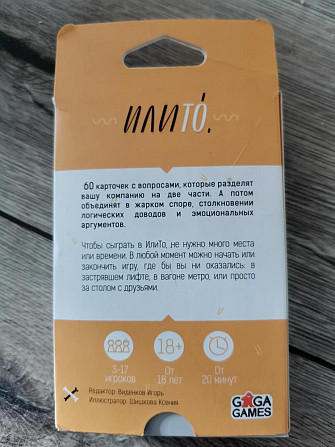 ИЛИТО́.
60 карточек с вопросами, которые разделят
вашу компанию на две части. А потом
объединят в жарком споре, столкновении
логических доводов и эмоциональных
аргументов.
Чтобы сыграть в ИлиТо, не нужно много места
или времени. В любой момент можно начать или
закончить игру, где бы вы ни оказались: в
застрявшем лифте, в вагоне метро, или просто
за столом с друзьями.
18+
3-17 От От
игроков 18 лет 20 минут
Редактор: Виденков Игорь
Иллюстратор: Шишкова Ксения
GAGA
GAMES